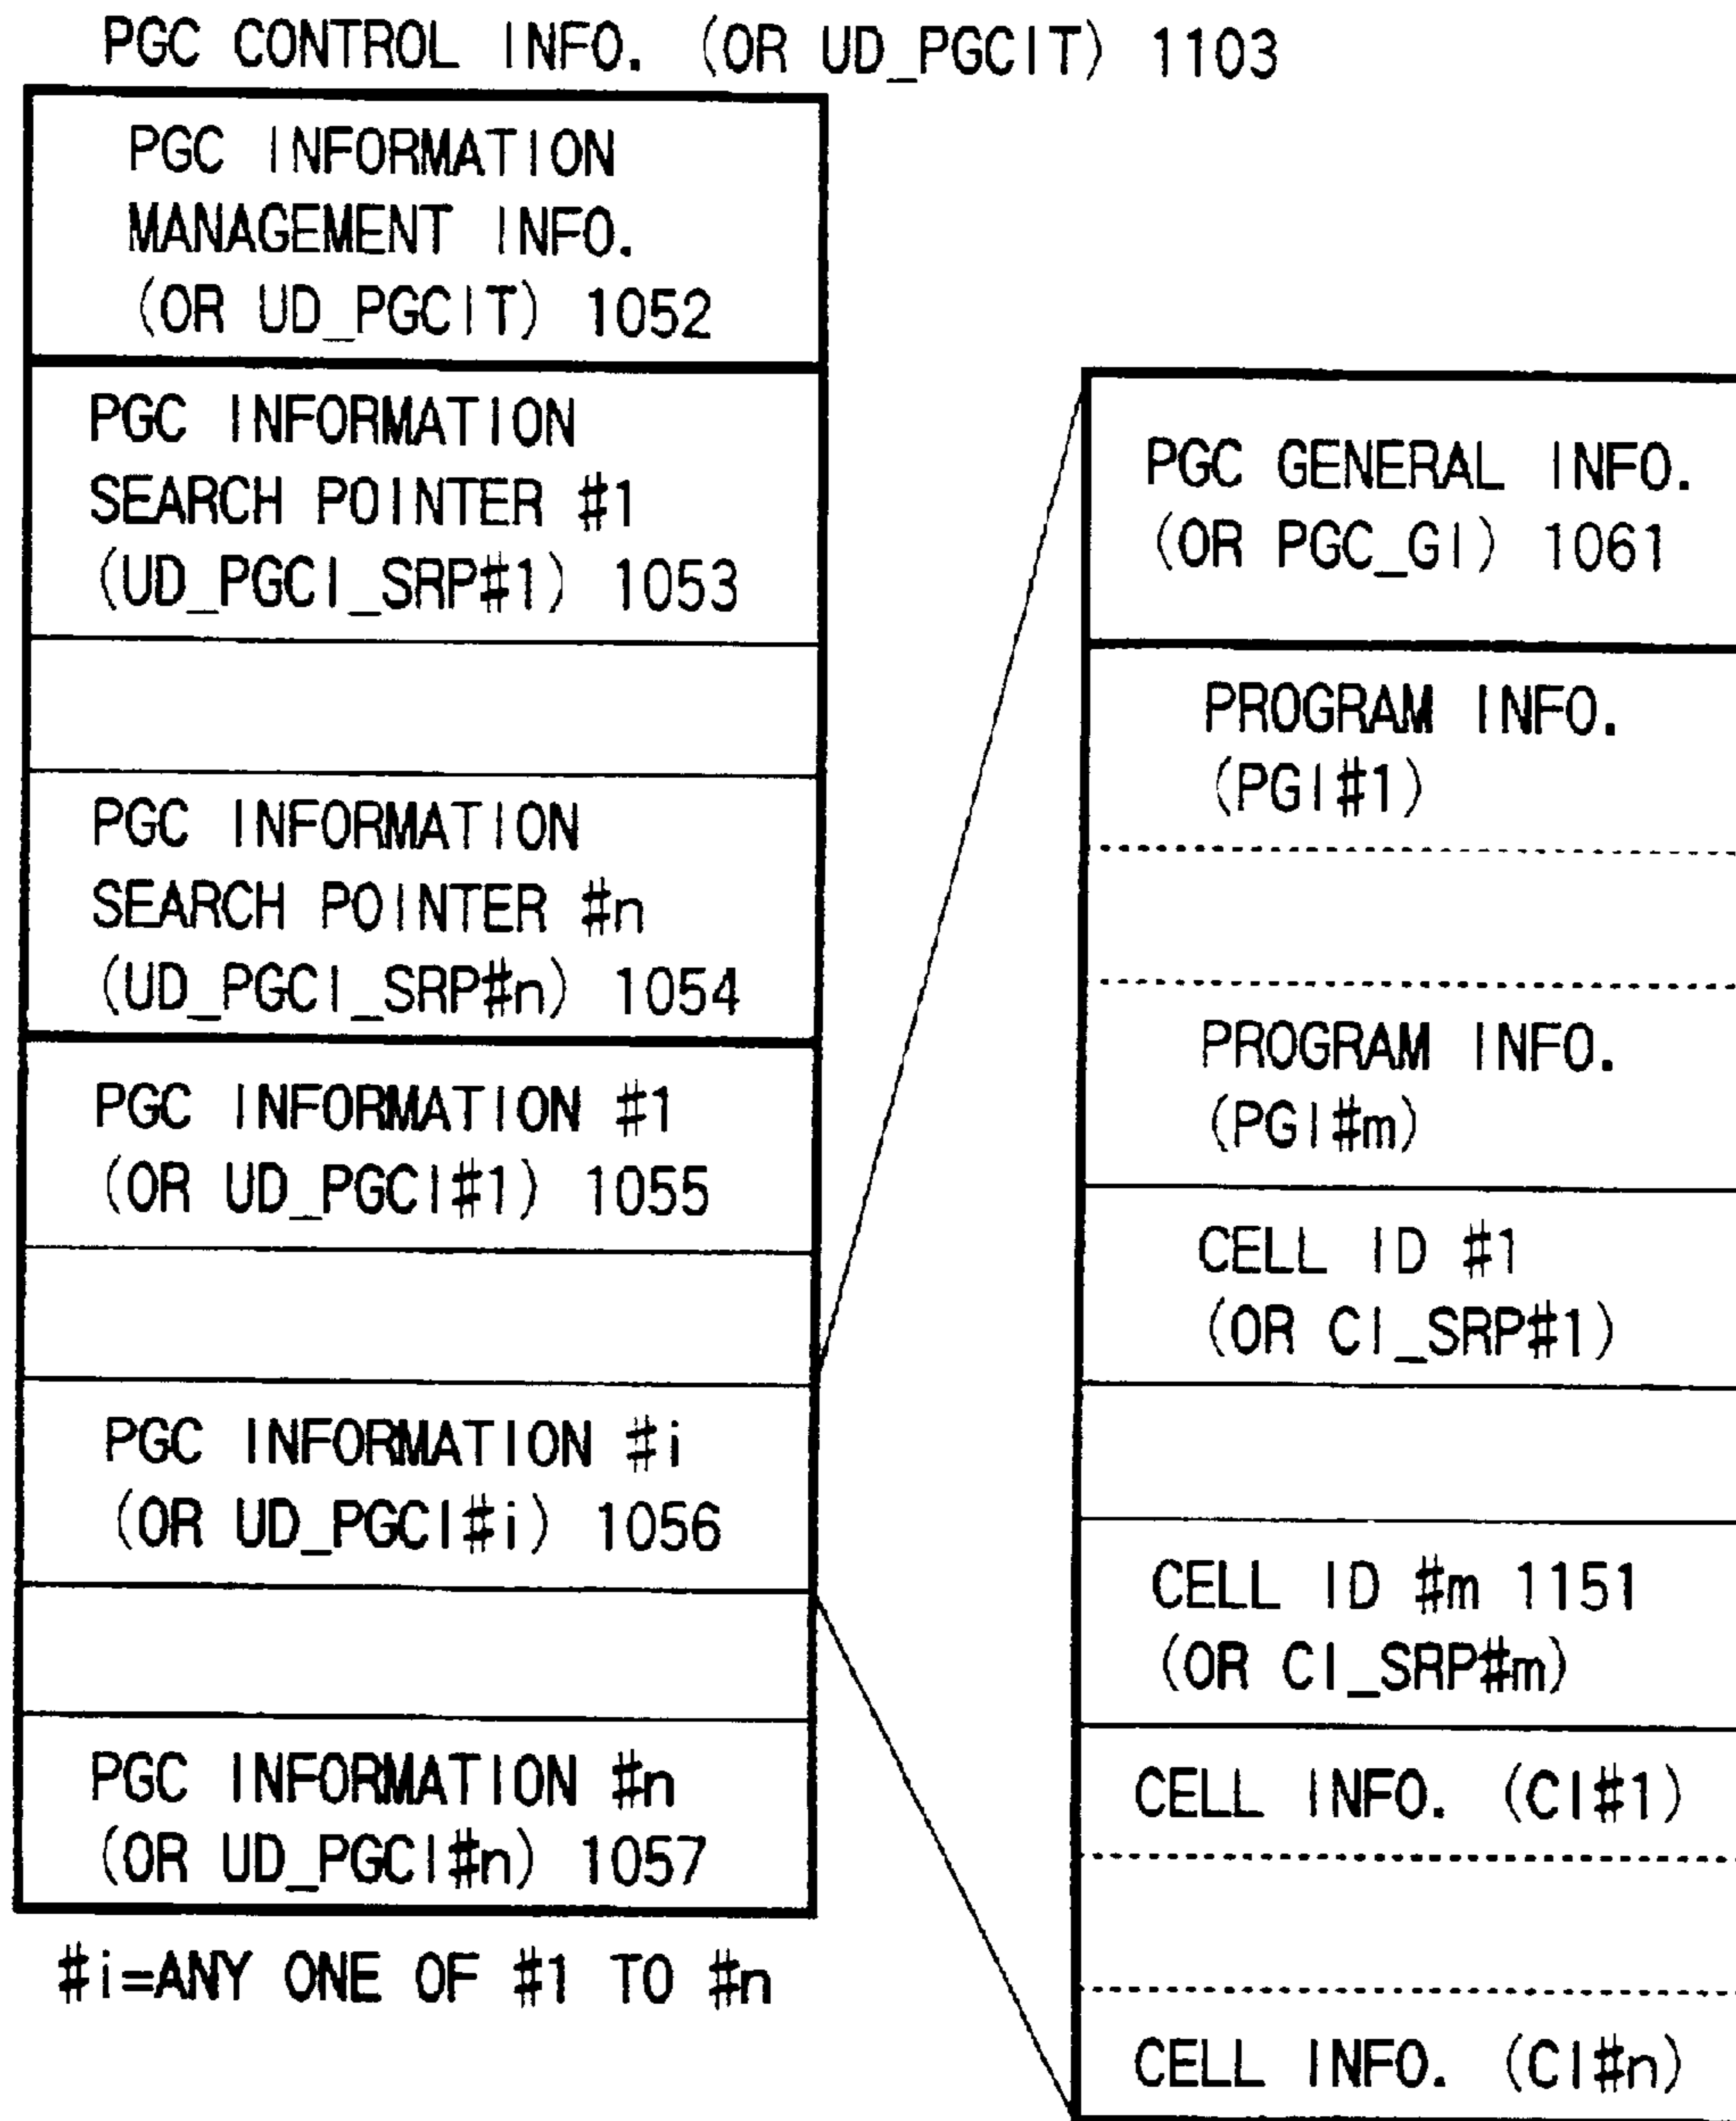 PGC CONTROL INFO. (OR UD_PGCIT) 1103
PGC INFORMATION
MANAGEMENT INFO.
(OR UD_PGCIT) 1052
PGC INFORMATION
SEARCH POINTER #1
(UD_PGCI_SRP#1) 1053
PGC INFORMATION
SEARCH POINTER #n
(UD_PGCI_SRP#n) 1054
PGC INFORMATION #1
(OR UD_PGCI#1) 1055
PGC INFORMATION #i
(OR UD_PGCI#i) 1056
PGC INFORMATION #n
(OR UD_PGCI#n) 1057
#i=ANY ONE OF #1 TO #n
PGC GENERAL INFO.
(OR PGC_GI) 1061
PROGRAM INFO.
(PGI#1)
PROGRAM INFO.
(PGI#m)
CELL ID #1
(OR CI_SRP#1)
CELL ID #m 1151
(OR CI_SRP#m)
CELL INFO. (CI#1)
CELL INFO. (CI#n)